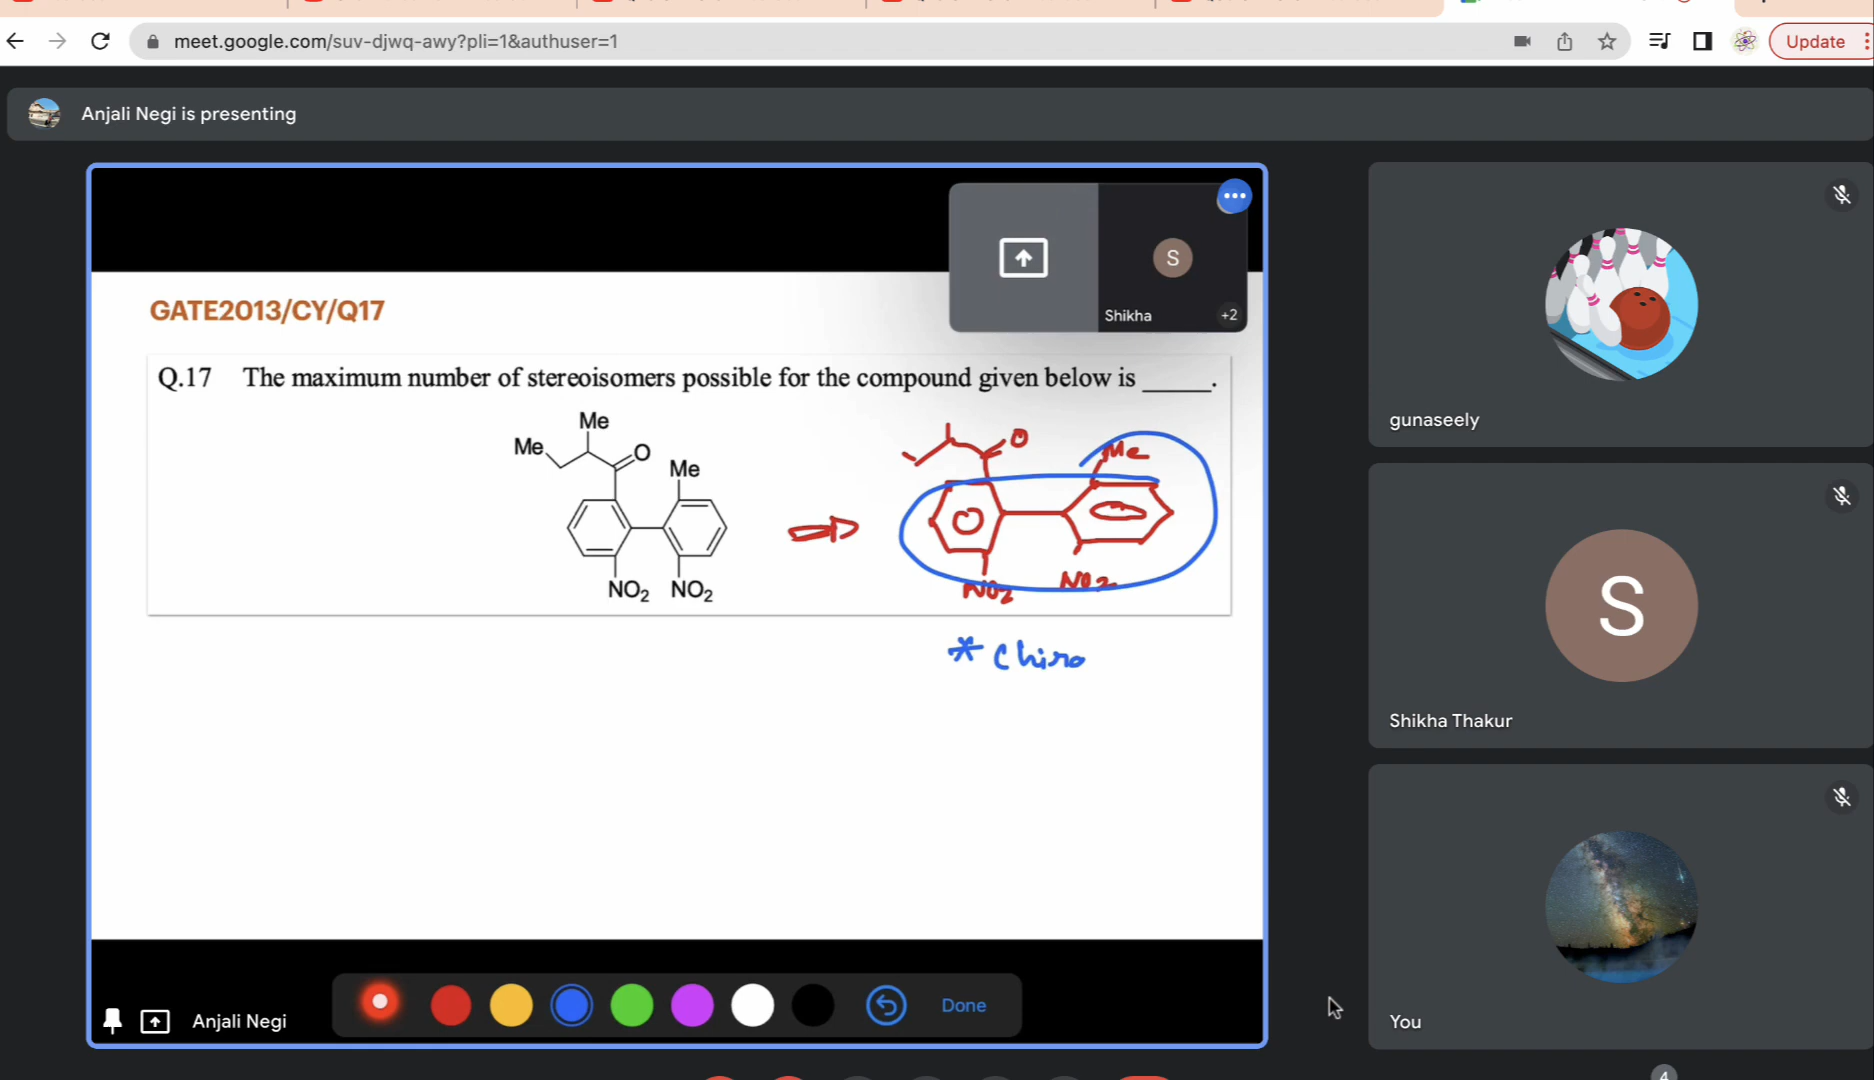 meet.google.com/suv-djwq-awy?pli=1&authuser=1
Update
Anjali Negi is presenting
S
Shikha
+2
GATE2013/CY/Q17
Q.17 The maximum number of stereoisomers possible for the compound given below is _____.
Me
Me
O
Me
NO2 NO2
O
Me
NO2
NO2
* Chiro
gunaseely
S
Shikha Thakur
You
Anjali Negi
Done
4